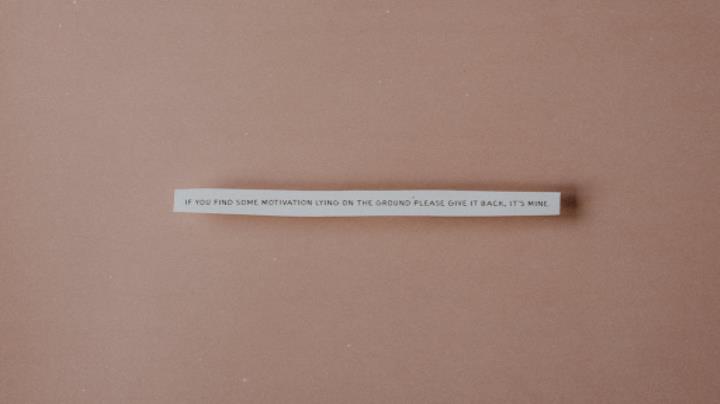 IF YOU FIND SOME MOTIVATION LYING ON THE GROUND PLEASE GIVE IT BACK, IT'S MINE.